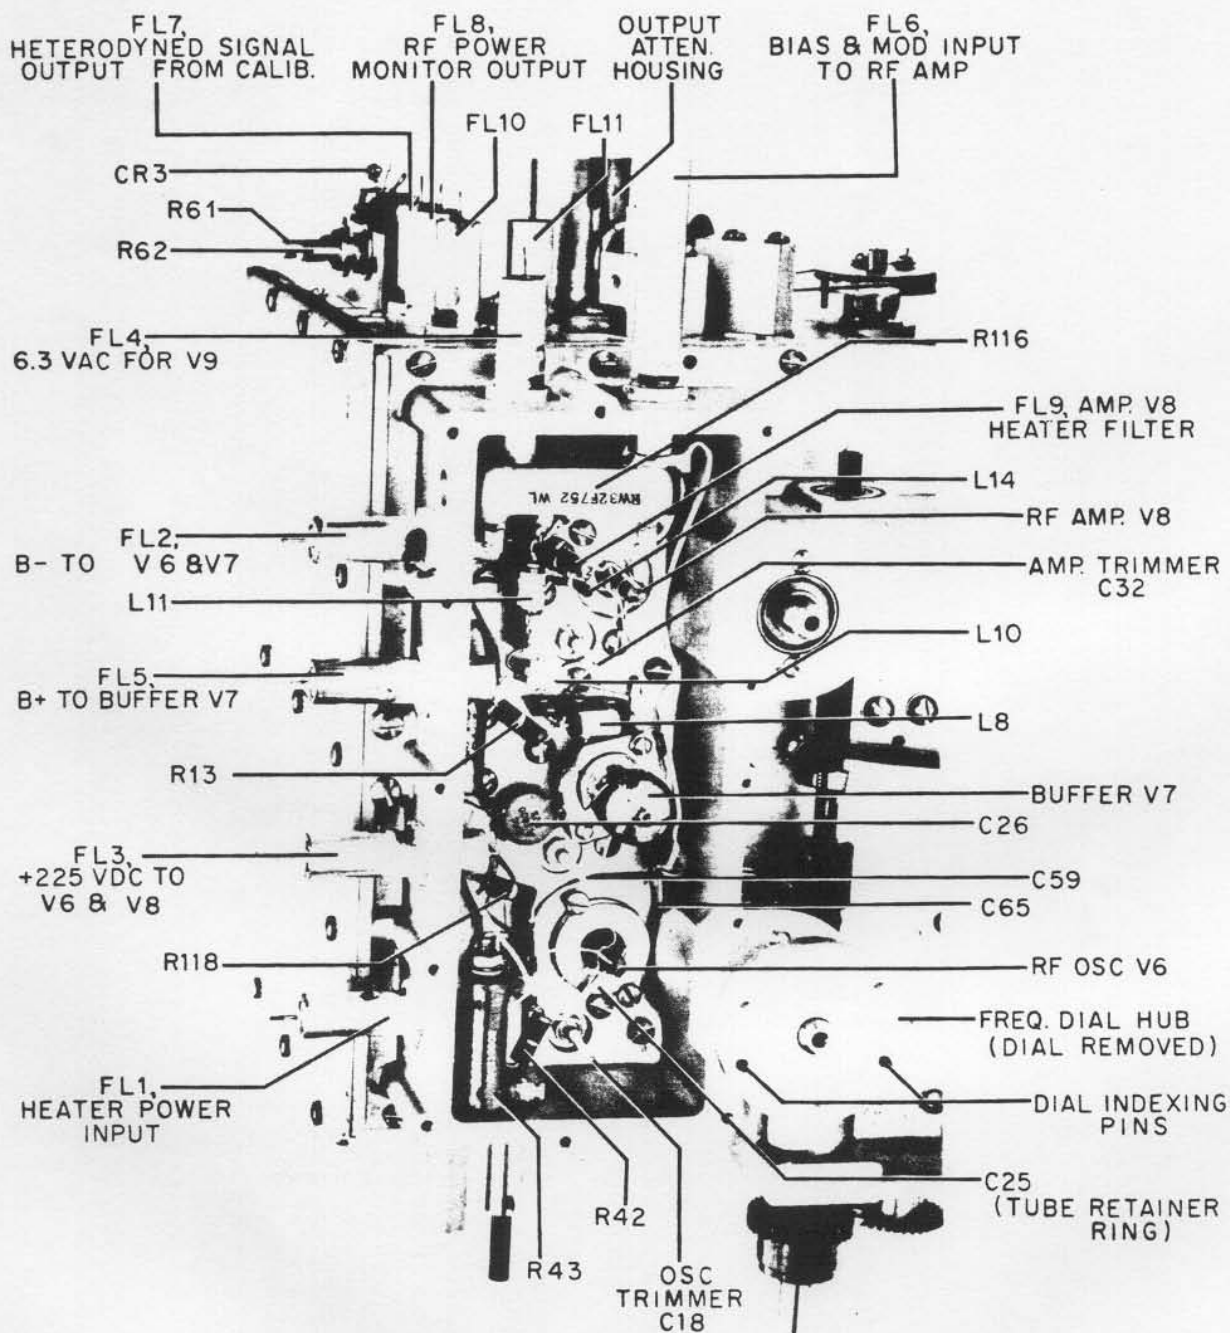 FL7,
HETERODYNED SIGNAL
OUTPUT FROM CALIB.
FL8,
RF POWER
MONITOR OUTPUT
OUTPUT
ATTEN.
HOUSING
FL6,
BIAS & MOD INPUT
TO RF AMP
FL10
FL11
CR3
R61
R62
FL4,
6.3 VAC FOR V9
R116
FL9, AMP. V8
HEATER FILTER
RW32F752 WL
L14
FL2,
B- TO V6 & V7
RF AMP. V8
L11
AMP. TRIMMER
C32
L10
FL5,
B+ TO BUFFER V7
L8
R13
BUFFER V7
C26
FL3,
+225 VDC TO
V6 & V8
C59
C65
R118
RF OSC V6
FREQ. DIAL HUB
(DIAL REMOVED)
FL1,
HEATER POWER
INPUT
DIAL INDEXING
PINS
C25
(TUBE RETAINER
RING)
R42
R43
OSC
TRIMMER
C18